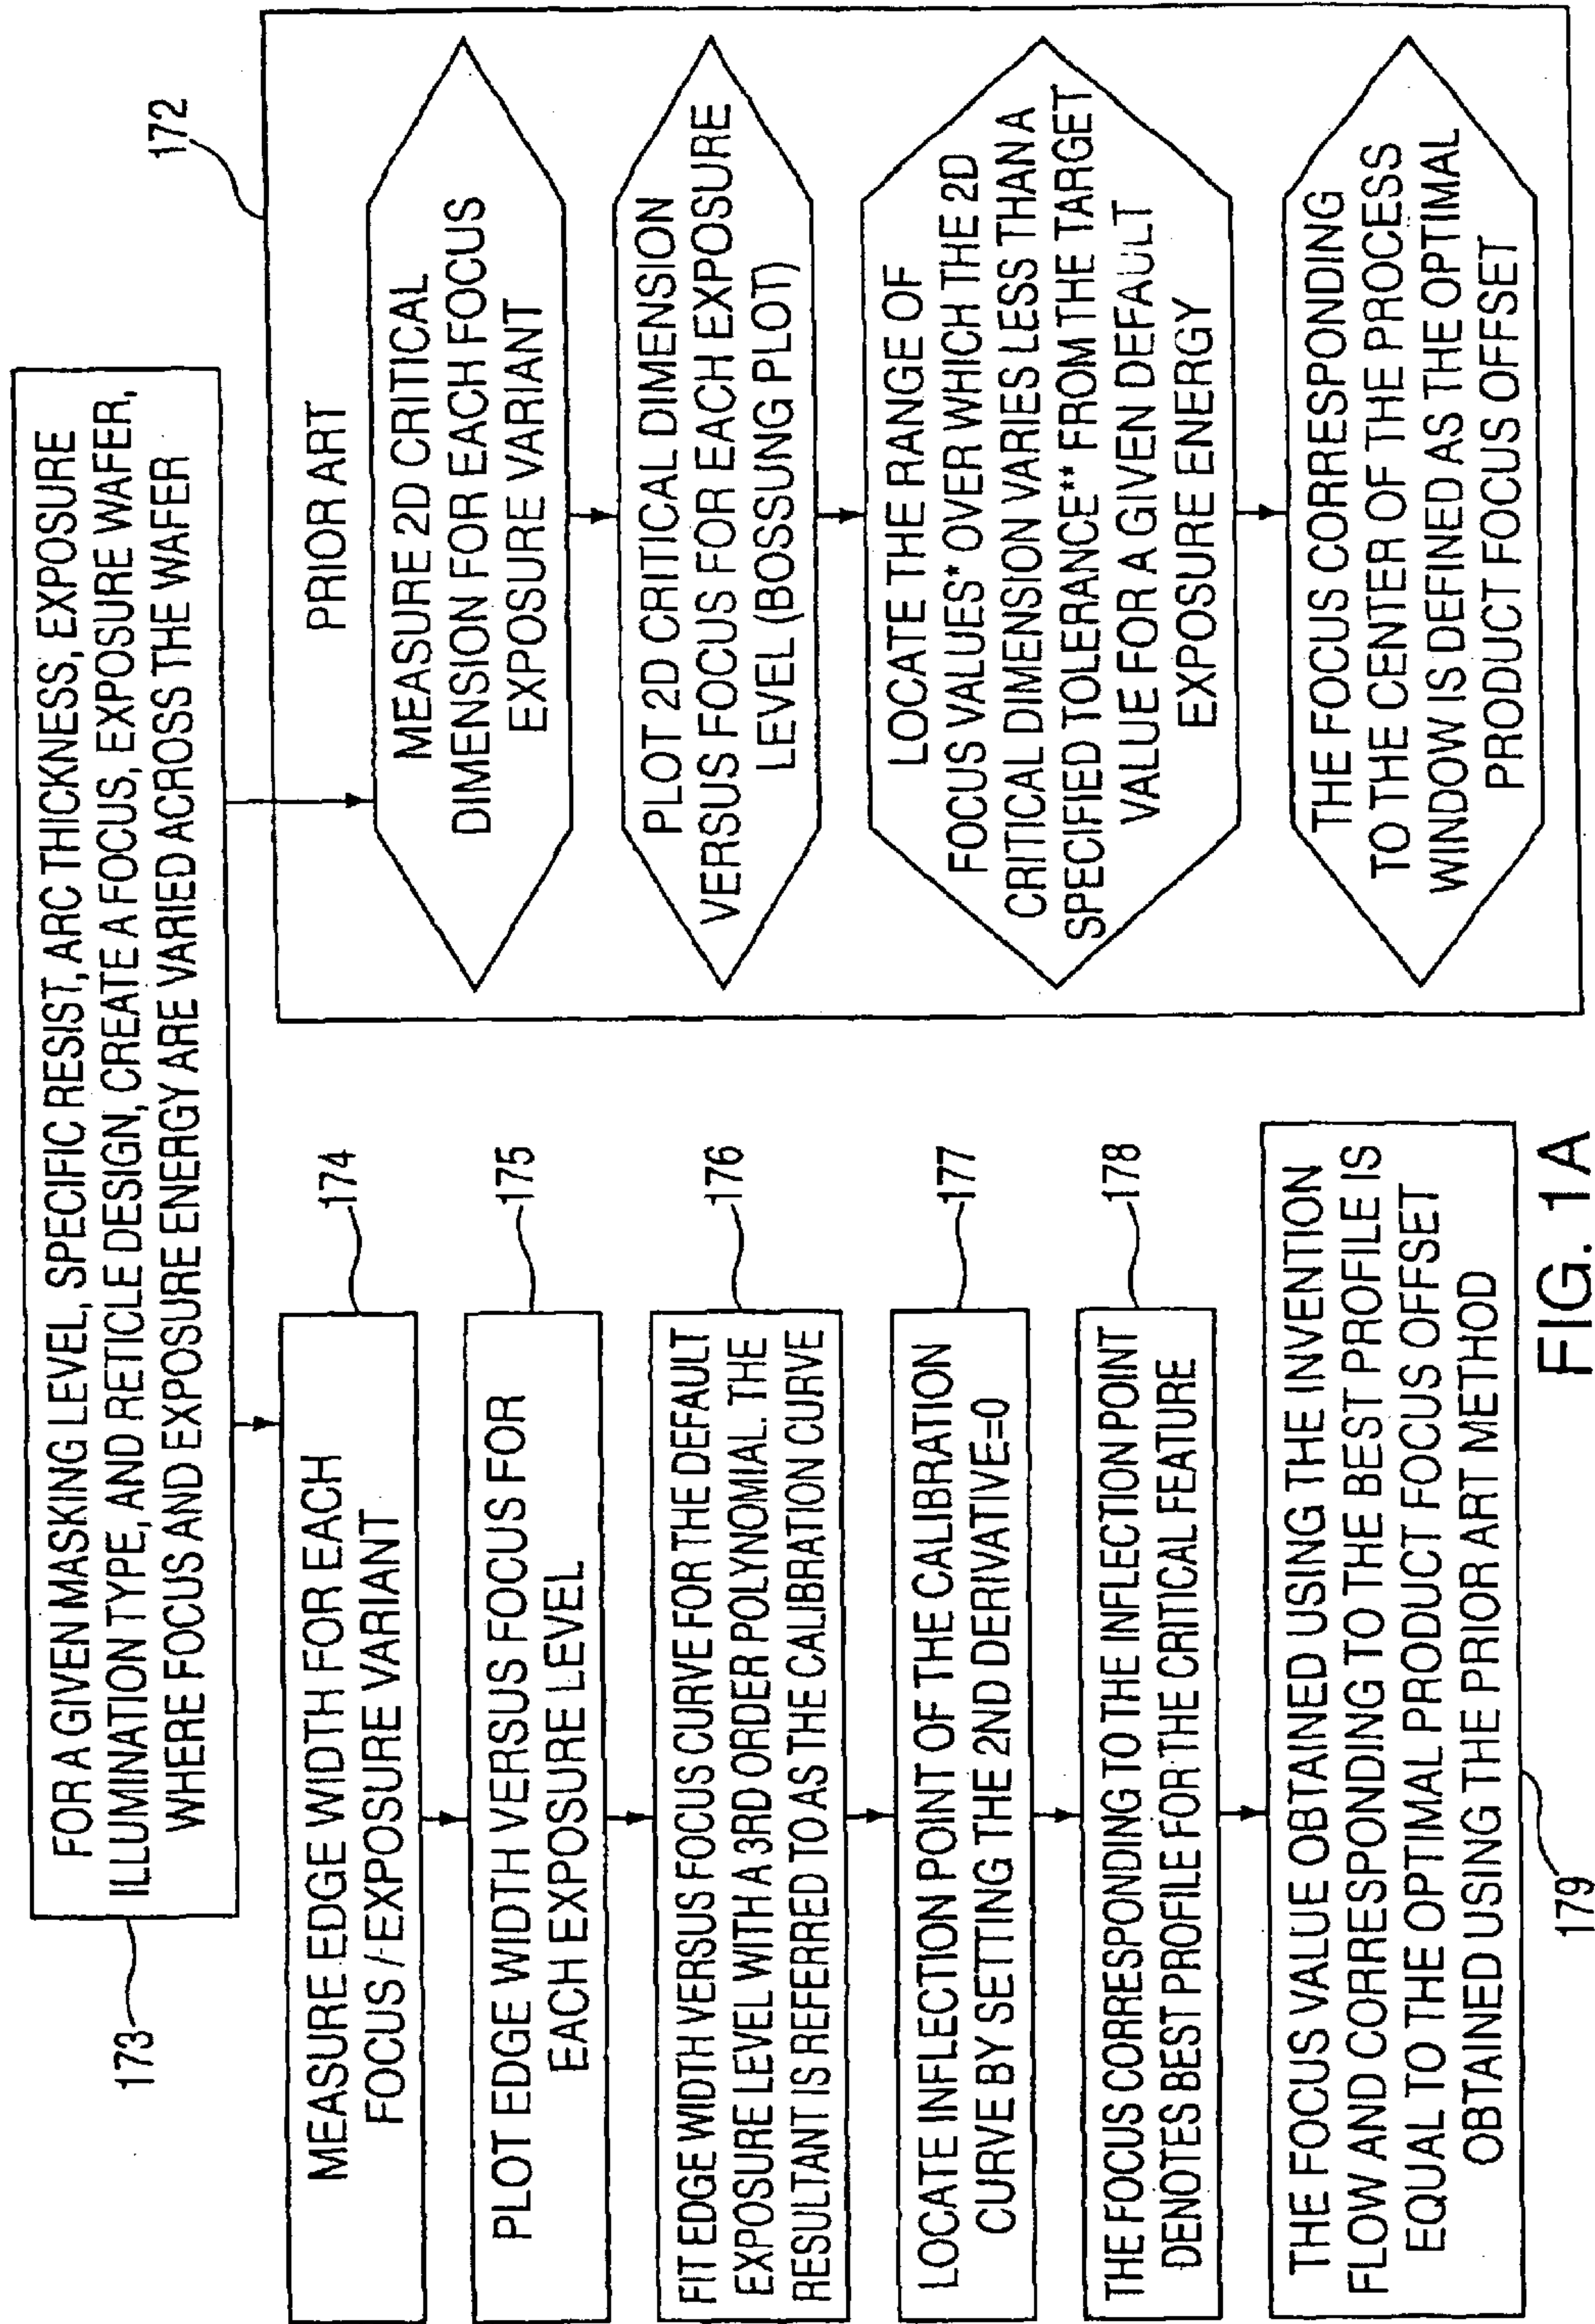 FOR A GIVEN MASKING LEVEL, SPECIFIC RESIST, ARC THICKNESS, EXPOSURE
ILLUMINATION TYPE, AND RETICLE DESIGN, CREATE A FOCUS, EXPOSURE WAFER,
WHERE FOCUS AND EXPOSURE ENERGY ARE VARIED ACROSS THE WAFER
173
MEASURE EDGE WIDTH FOR EACH
FOCUS / EXPOSURE VARIANT
174
PLOT EDGE WIDTH VERSUS FOCUS FOR
EACH EXPOSURE LEVEL
175
FIT EDGE WIDTH VERSUS FOCUS CURVE FOR THE DEFAULT
EXPOSURE LEVEL WITH A 3RD ORDER POLYNOMIAL. THE
RESULTANT IS REFERRED TO AS THE CALIBRATION CURVE
176
LOCATE INFLECTION POINT OF THE CALIBRATION
CURVE BY SETTING THE 2ND DERIVATIVE=0
177
THE FOCUS CORRESPONDING TO THE INFLECTION POINT
DENOTES BEST PROFILE FOR THE CRITICAL FEATURE
178
THE FOCUS VALUE OBTAINED USING THE INVENTION
FLOW AND CORRESPONDING TO THE BEST PROFILE IS
EQUAL TO THE OPTIMAL PRODUCT FOCUS OFFSET
OBTAINED USING THE PRIOR ART METHOD
179
172
PRIOR ART
MEASURE 2D CRITICAL
DIMENSION FOR EACH FOCUS
EXPOSURE VARIANT
PLOT 2D CRITICAL DIMENSION
VERSUS FOCUS FOR EACH EXPOSURE
LEVEL (BOSSUNG PLOT)
LOCATE THE RANGE OF
FOCUS VALUES* OVER WHICH THE 2D
CRITICAL DIMENSION VARIES LESS THAN A
SPECIFIED TOLERANCE** FROM THE TARGET
VALUE FOR A GIVEN DEFAULT
EXPOSURE ENERGY
THE FOCUS CORRESPONDING
TO THE CENTER OF THE PROCESS
WINDOW IS DEFINED AS THE OPTIMAL
PRODUCT FOCUS OFFSET
FIG. 1A